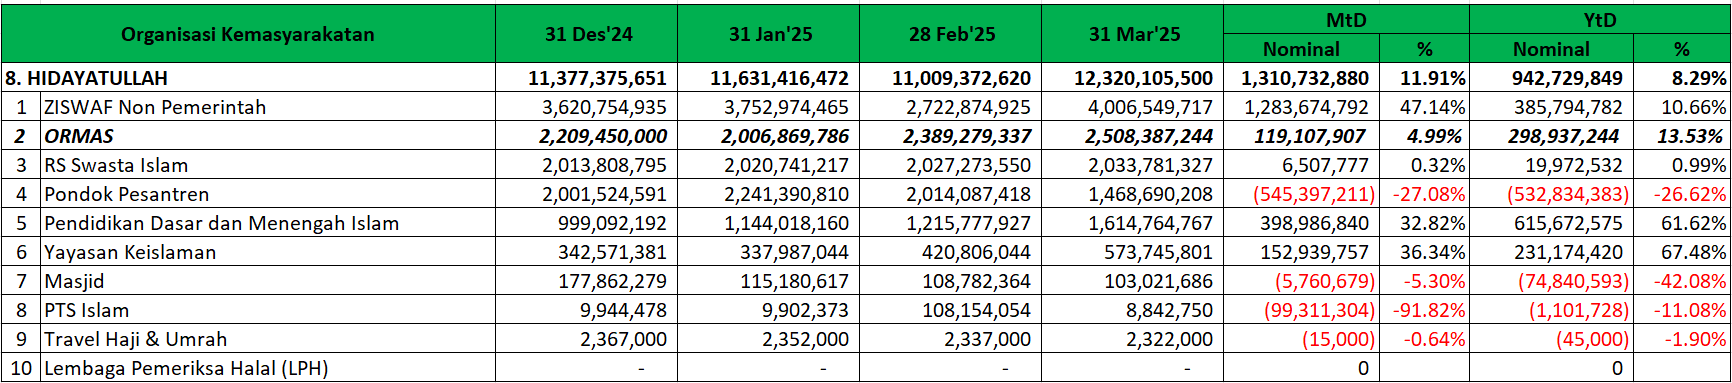 Organisasi Kemasyarakatan 31 Des'24 31 Jan'25 28 Feb'25 31 Mar'25 MtD YtD
Nominal % Nominal %
8. HIDAYATULLAH 11,377,375,651 11,631,416,472 11,009,372,620 12,320,105,500 1,310,732,880 11.91% 942,729,849 8.29%
1 ZISWAF Non Pemerintah 3,620,754,935 3,752,974,465 2,722,874,925 4,006,549,717 1,283,674,792 47.14% 385,794,782 10.66%
2 ORMAS 2,209,450,000 2,006,869,786 2,389,279,337 2,508,387,244 119,107,907 4.99% 298,937,244 13.53%
3 RS Swasta Islam 2,013,808,795 2,020,741,217 2,027,273,550 2,033,781,327 6,507,777 0.32% 19,972,532 0.99%
4 Pondok Pesantren 2,001,524,591 2,241,390,810 2,014,087,418 1,468,690,208 (545,397,211) -27.08% (532,834,383) -26.62%
5 Pendidikan Dasar dan Menengah Islam 999,092,192 1,144,018,160 1,215,777,927 1,614,764,767 398,986,840 32.82% 615,672,575 61.62%
6 Yayasan Keislaman 342,571,381 337,987,044 420,806,044 573,745,801 152,939,757 36.34% 231,174,420 67.48%
7 Masjid 177,862,279 115,180,617 108,782,364 103,021,686 (5,760,679) -5.30% (74,840,593) -42.08%
8 PTS Islam 9,944,478 9,902,373 108,154,054 8,842,750 (99,311,304) -91.82% (1,101,728) -11.08%
9 Travel Haji & Umrah 2,367,000 2,352,000 2,337,000 2,322,000 (15,000) -0.64% (45,000) -1.90%
10 Lembaga Pemeriksa Halal (LPH) - - - - 0 0